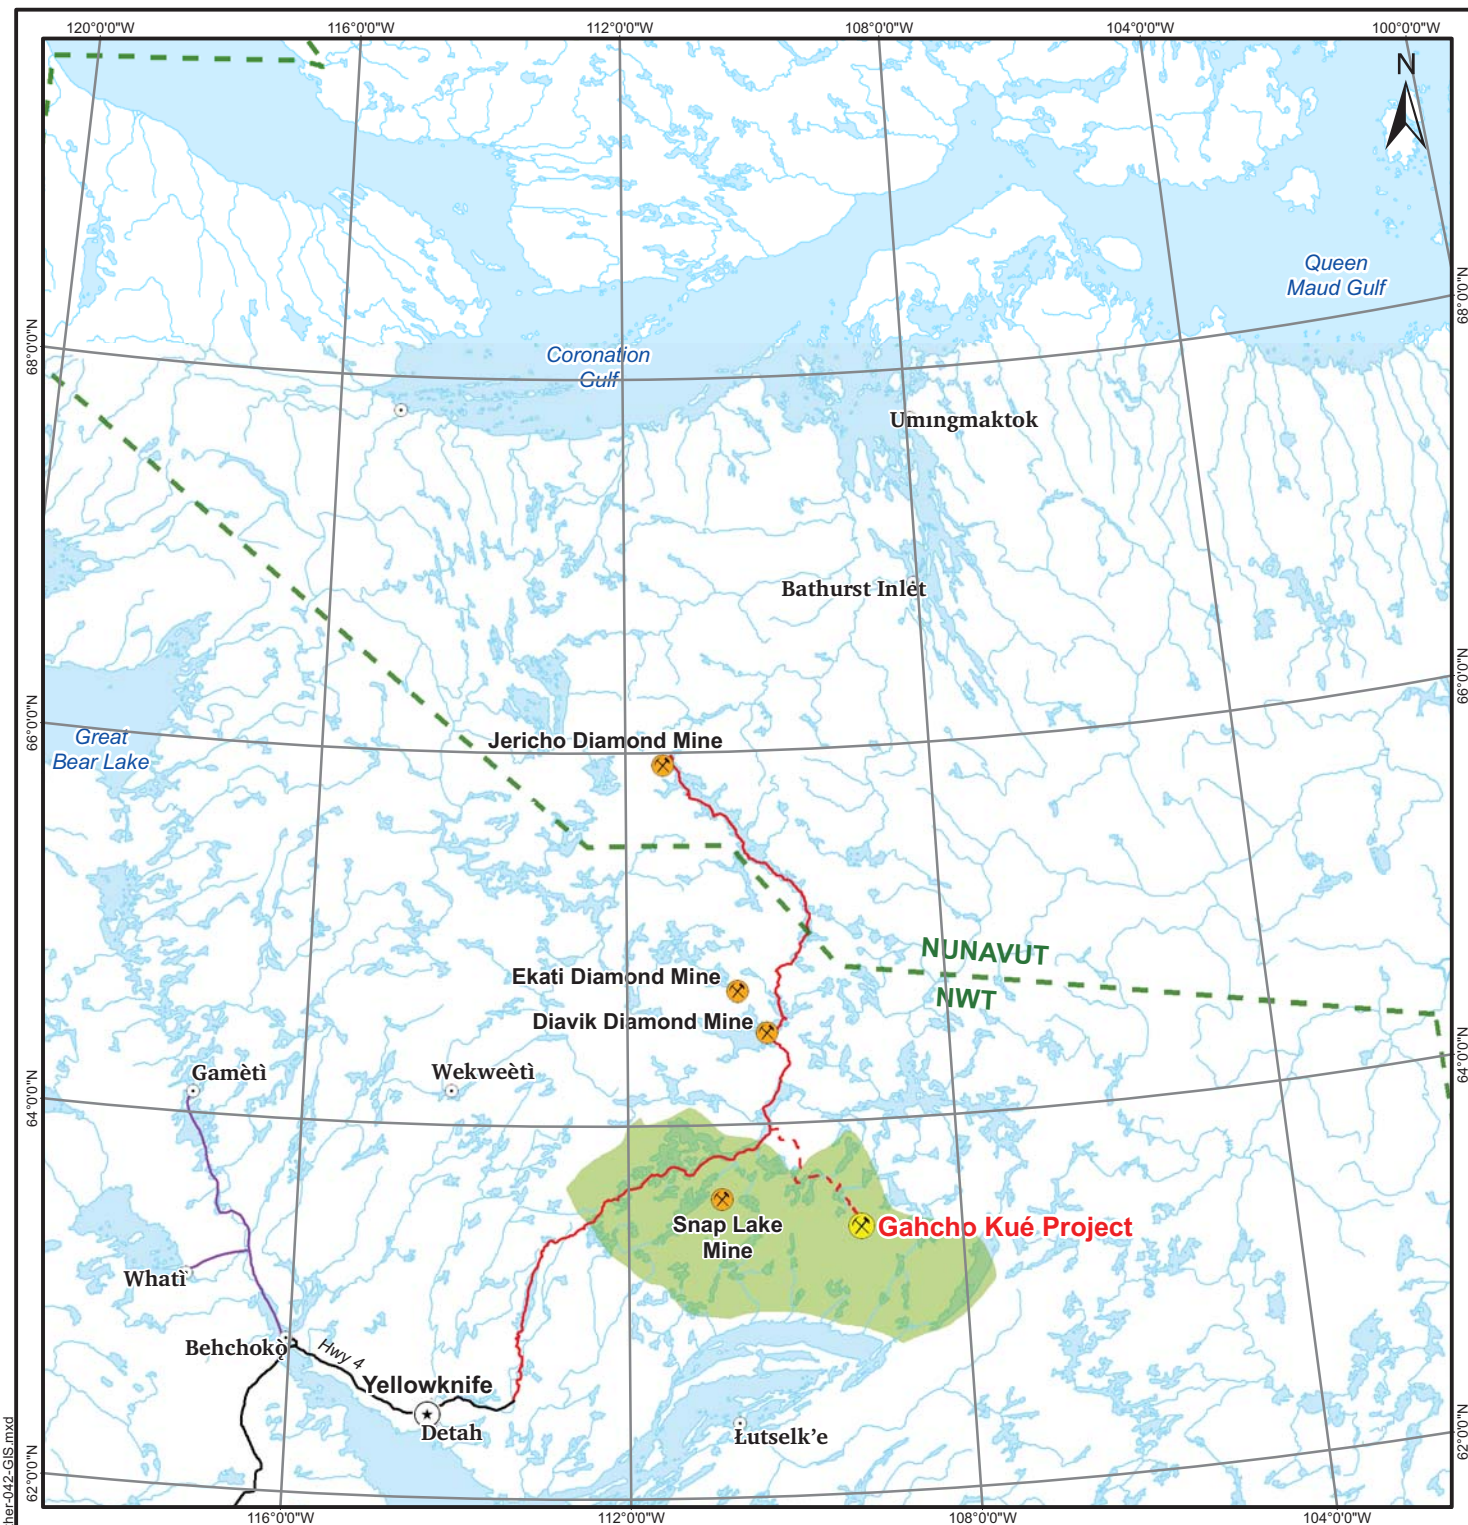 120°0'0"W
116°0'0"W
112°0'0"W
108°0'0"W
104°0'0"W
100°0'0"W
N
Queen
Maud Gulf
68°0'0"N
68°0'0"N
Coronation
Gulf
Umıngmaktok
Bathurst Inlet
66°0'0"N
66°0'0"N
Great
Bear Lake
Jericho Diamond Mine
NUNAVUT
NWT
Ekati Diamond Mine
Diavik Diamond Mine
64°0'0"N
64°0'0"N
Gamètì
Wekweètì
Snap Lake
Mine
Gahcho Kué Project
Whatì
Behchokǫ̀
Hwy 4
Yellowknife
Detah
Łutselk'e
62°0'0"N
62°0'0"N
her-042-GIS.mxd
116°0'0"W
112°0'0"W
108°0'0"W
104°0'0"W